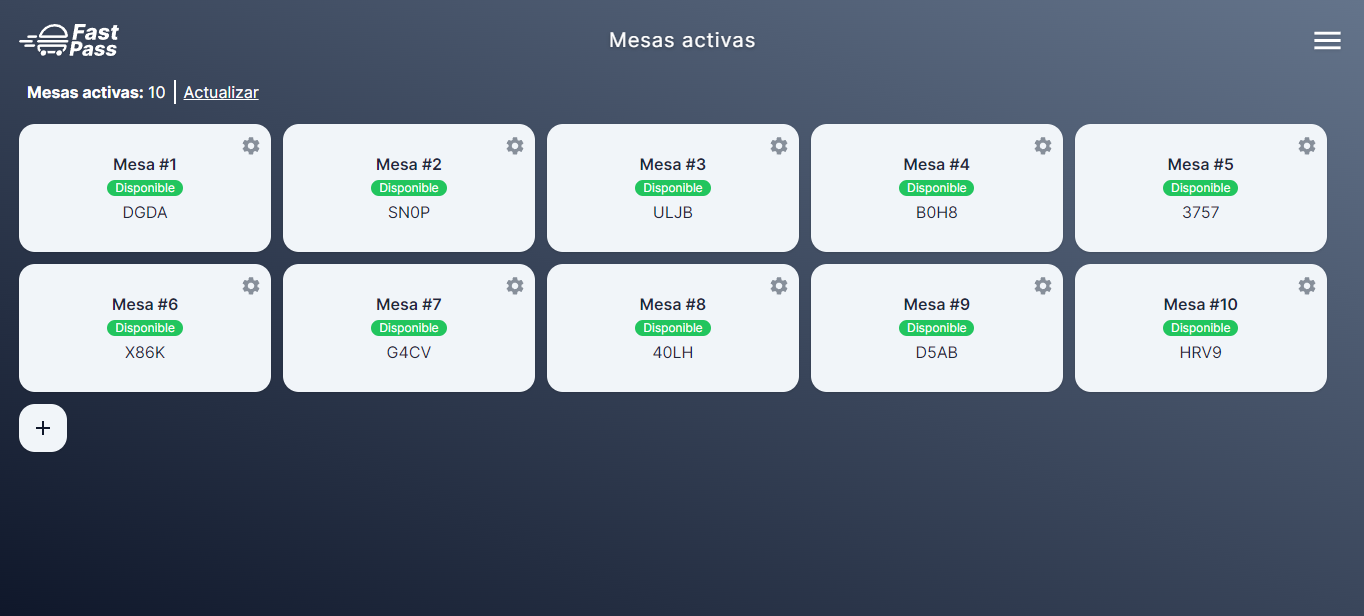 Fast
Pass
Mesas activas
Mesas activas: 10 Actualizar
Mesa #1
Disponible
DGDA
Mesa #2
Disponible
SN0P
Mesa #3
Disponible
ULJB
Mesa #4
Disponible
B0H8
Mesa #5
Disponible
3757
Mesa #6
Disponible
X86K
Mesa #7
Disponible
G4CV
Mesa #8
Disponible
40LH
Mesa #9
Disponible
D5AB
Mesa #10
Disponible
HRV9
+